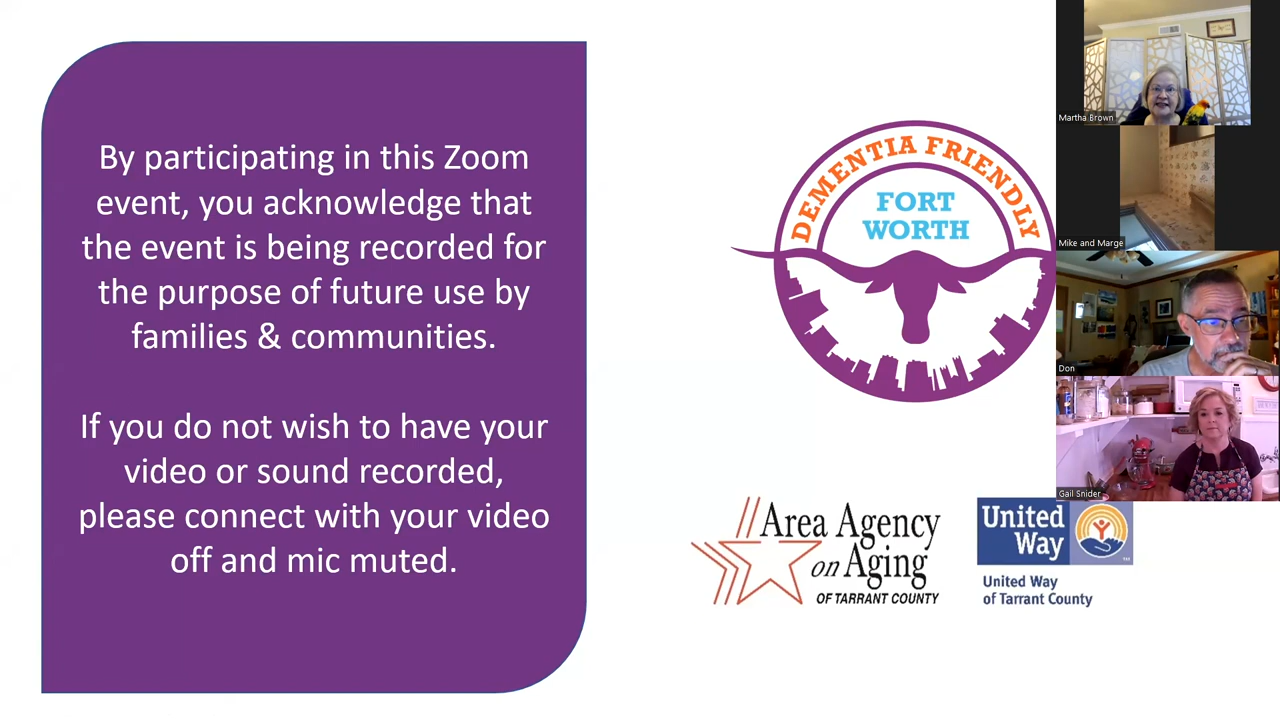 By participating in this Zoom
event, you acknowledge that
the event is being recorded for
the purpose of future use by
families & communities.
If you do not wish to have your
video or sound recorded,
please connect with your video
off and mic muted.
DEMENTIA FRIENDLY
FORT
WORTH
Area Agency
on Aging
OF TARRANT COUNTY
United
Way
TM
United Way
of Tarrant County
Martha Brown
Mike and Marge
Don
Gail Snider